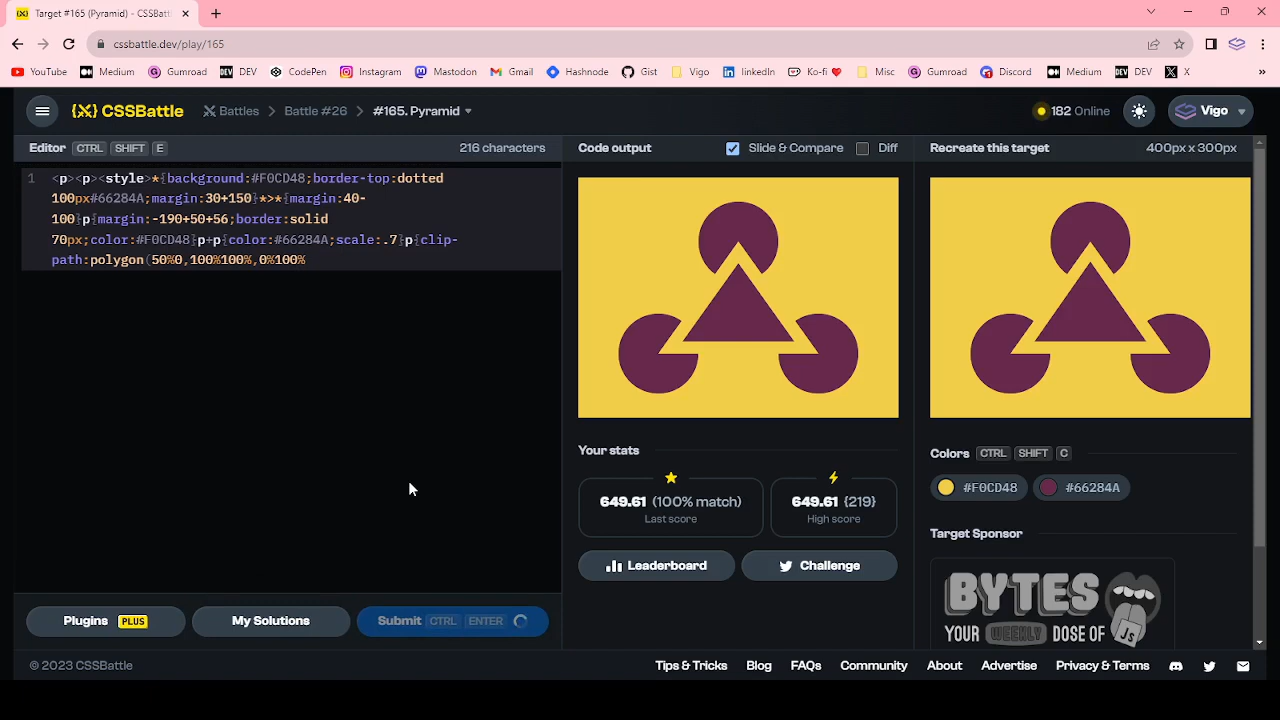 Target #165 (Pyramid) - CSSBatt
cssbattle.dev/play/165
YouTube Medium Gumroad DEV CodePen Instagram Mastodon Gmail Hashnode Gist Vigo linkedIn Ko-fi Misc Gumroad Discord Medium DEV X »
{X} CSSBattle Battles > Battle #26 > #165. Pyramid 182 Online Vigo
Editor CTRL SHIFT E 216 characters Code output Slide & Compare Diff Recreate this target 400px x 300px
1 <p><p><style>*{background:#F0CD48;border-top:dotted
100px#66284A;margin:30+150}*>*{margin:40-
100}p{margin:-190+50+56;border:solid
70px;color:#F0CD48}p+p{color:#66284A;scale:.7}p{clip-
path:polygon(50%0,100%100%,0%100%
Your stats
Colors CTRL SHIFT C
649.61 (100% match) 649.61 {219}
Last score High score
#F0CD48 #66284A
Target Sponsor
Leaderboard Challenge
BYTES
YOUR WEEKLY DOSE OF JS
Plugins PLUS My Solutions Submit CTRL ENTER
© 2023 CSSBattle Tips & Tricks Blog FAQs Community About Advertise Privacy & Terms